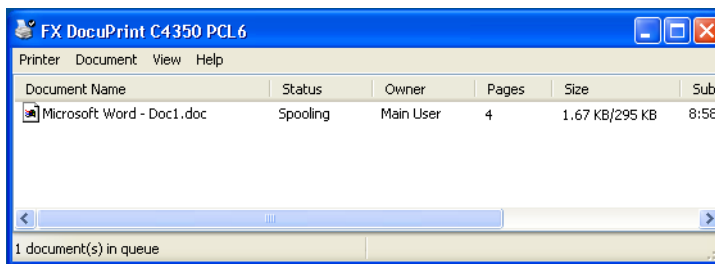 FX DocuPrint C4350 PCL6
Printer Document View Help
Document Name Status Owner Pages Size Sub
Microsoft Word - Doc1.doc Spooling Main User 4 1.67 KB/295 KB 8:58
1 document(s) in queue